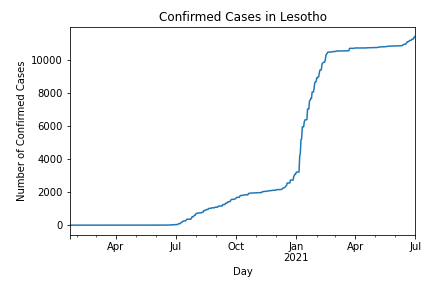 Confirmed Cases in Lesotho
Number of Confirmed Cases
10000
8000
6000
4000
2000
0
Apr Jul Oct Jan Apr Jul
2021
Day